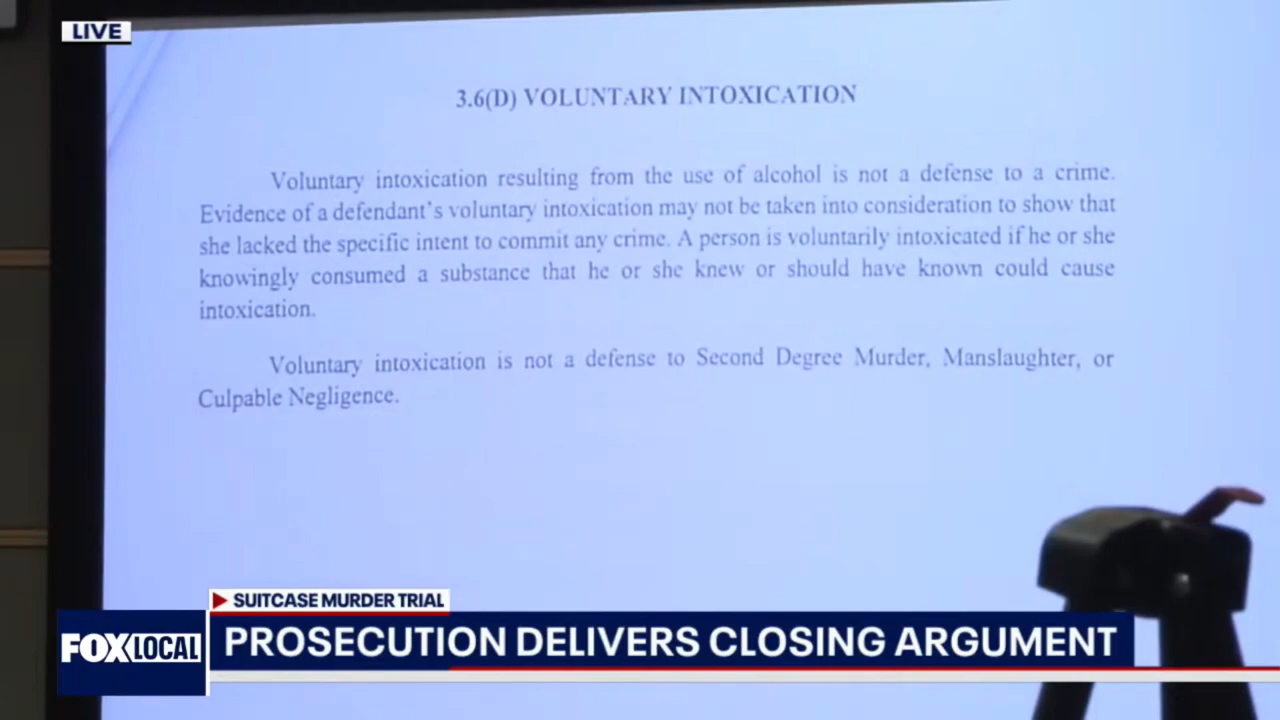 LIVE
3.6(D) VOLUNTARY INTOXICATION
Voluntary intoxication resulting from the use of alcohol is not a defense to a crime.
Evidence of a defendant's voluntary intoxication may not be taken into consideration to show that
she lacked the specific intent to commit any crime. A person is voluntarily intoxicated if he or she
knowingly consumed a substance that he or she knew or should have known could cause
intoxication.
Voluntary intoxication is not a defense to Second Degree Murder, Manslaughter, or
Culpable Negligence.
SUITCASE MURDER TRIAL
FOX LOCAL
PROSECUTION DELIVERS CLOSING ARGUMENT